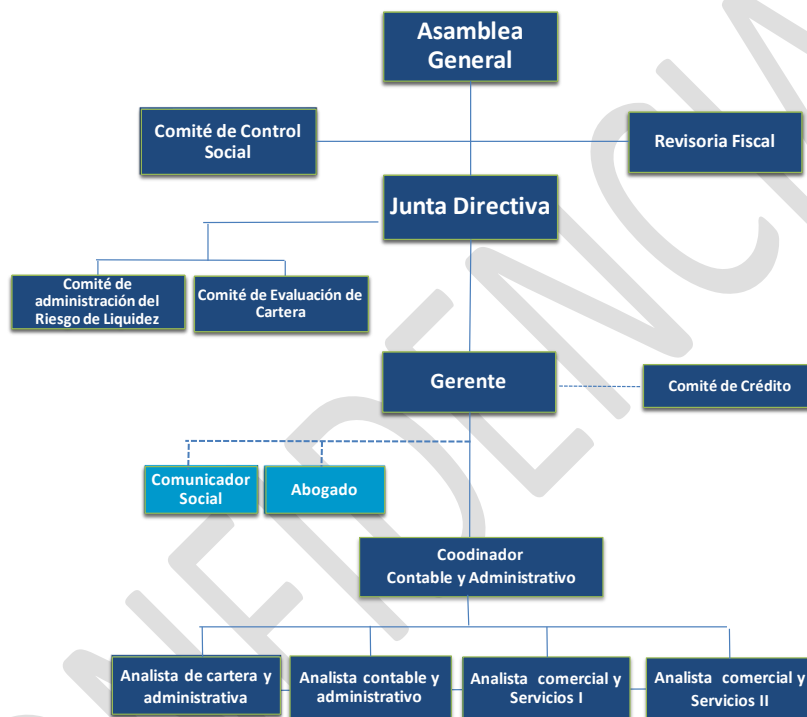 Asamblea
General
Comité de Control
Social
Revisoria Fiscal
Junta Directiva
Comité de
administración del
Riesgo de Liquidez
Comité de Evaluación de
Cartera
Gerente
Comité de Crédito
Comunicador
Social
Abogado
Coodinador
Contable y Administrativo
Analista de cartera y
administrativa
Analista contable y
administrativo
Analista comercial y
Servicios I
Analista comercial y
Servicios II
ONFIDENCIA